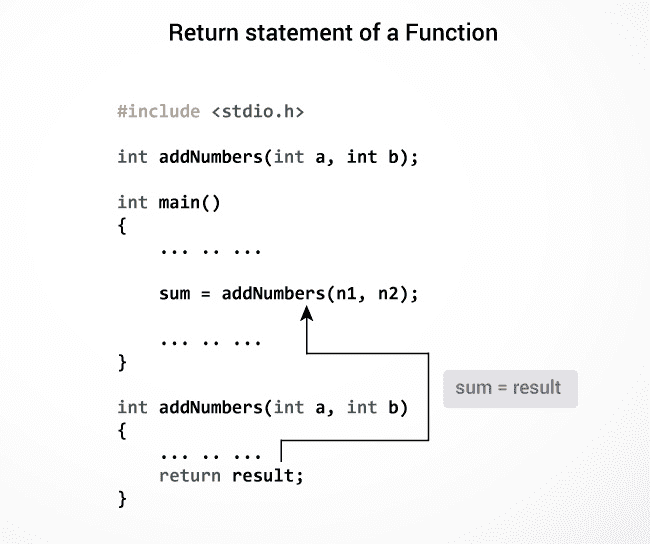 Return statement of a Function
#include <stdio.h>
int addNumbers(int a, int b);
int main()
{
... .. ...
sum = addNumbers(n1, n2);
... .. ...
}
sum = result
int addNumbers(int a, int b)
{
... .. ...
return result;
}